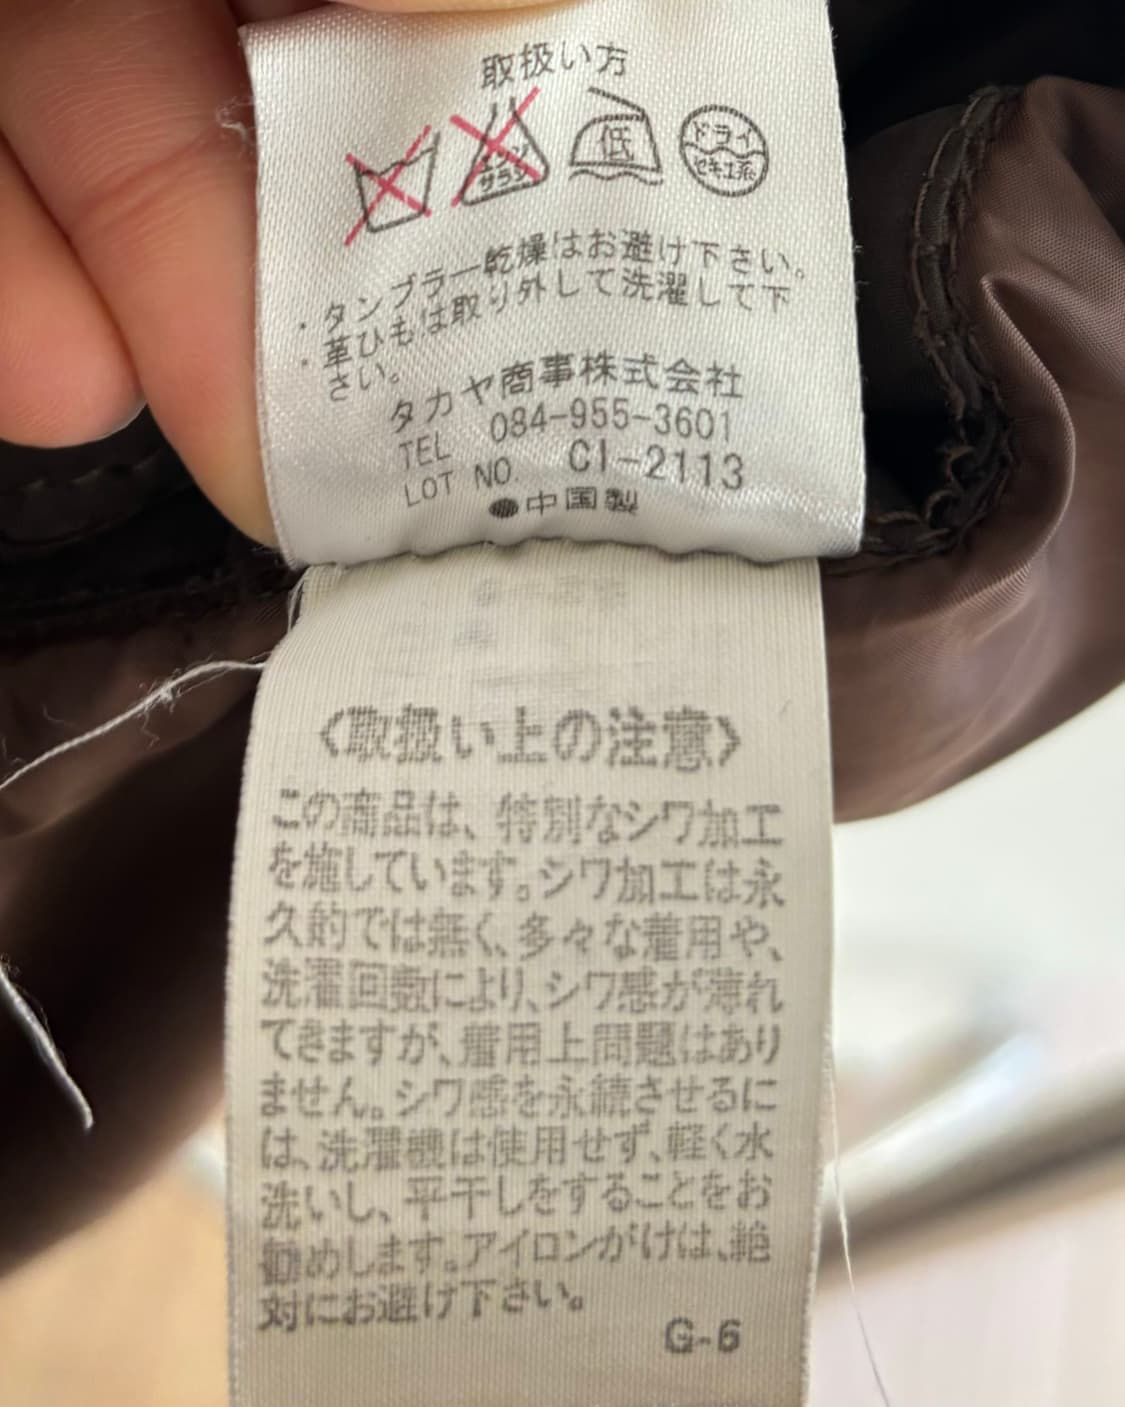 取扱い方
エンソ
サラシ
低
ドライ
セキユ系
・タンブラー乾燥はお避け下さい。
・革ひもは取り外して洗濯して下
さい。
タカヤ商事株式会社
TEL 084-955-3601
LOT NO. CI-2113
●中国製
〈取扱い上の注意〉
この商品は、特別なシワ加工
を施しています。シワ加工は永
久的では無く、多々な着用や、
洗濯回数により、シワ感が薄れ
てきますが、着用上問題はあり
ません。シワ感を永続させるに
は、洗濯機は使用せず、軽く水
洗いし、平干しをすることをお
勧めします。アイロンがけは、絶
対にお避け下さい。
G-6